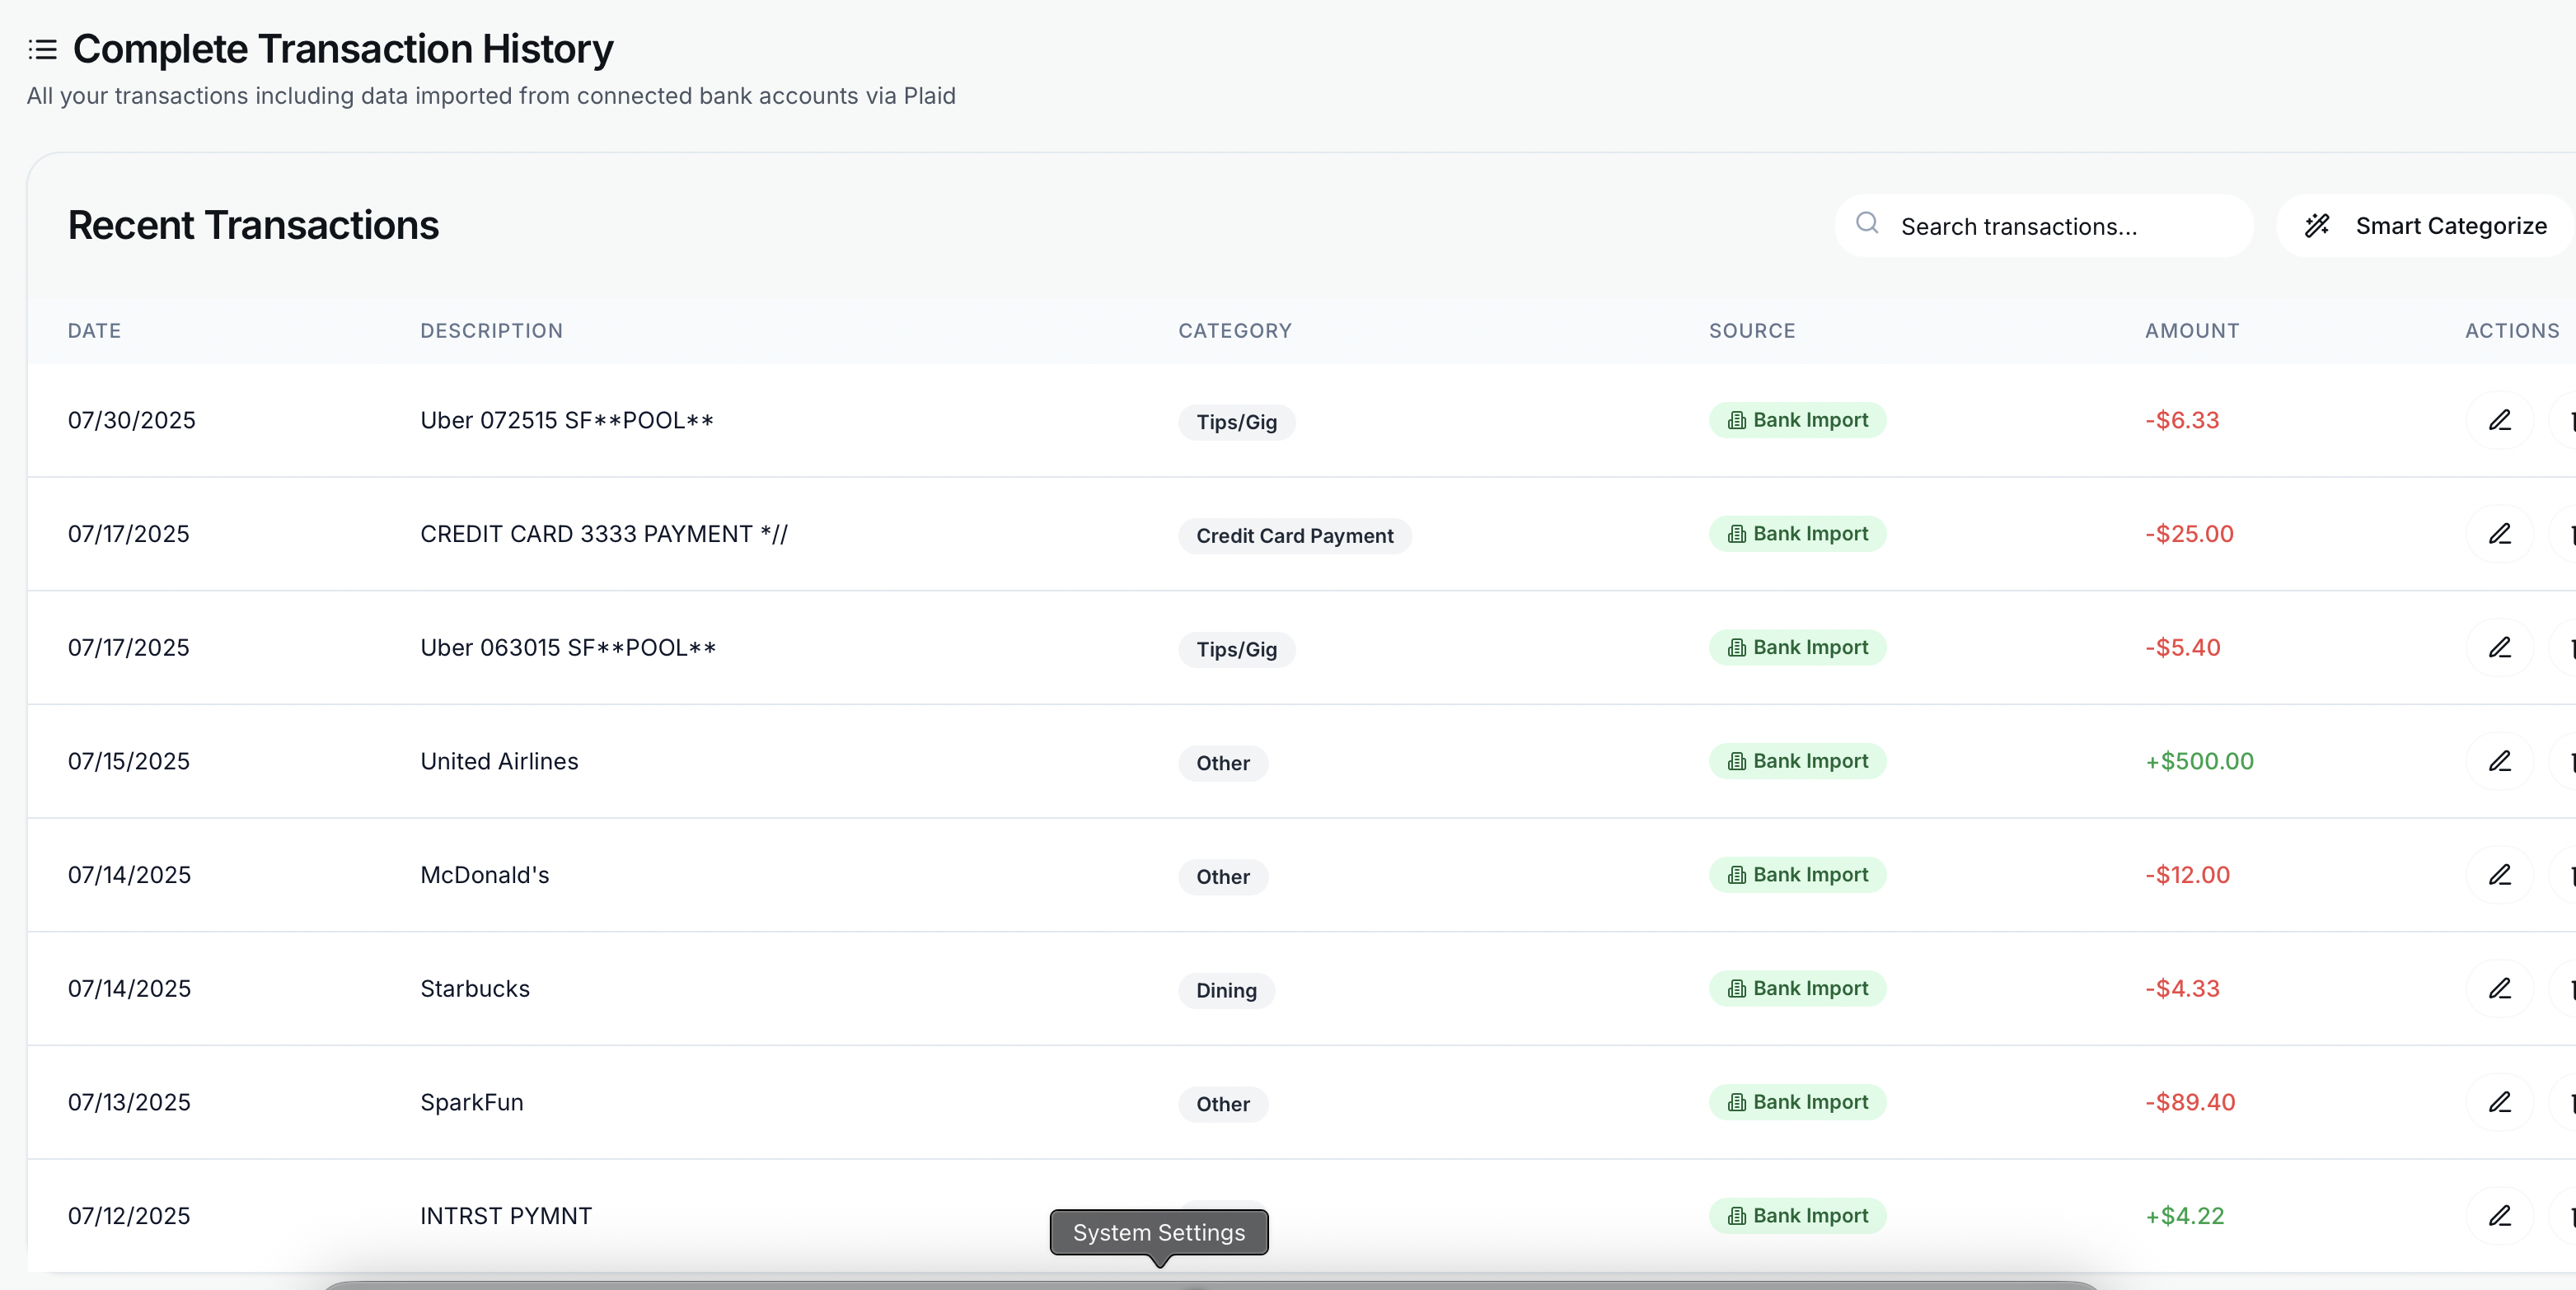 Complete Transaction History
All your transactions including data imported from connected bank accounts via Plaid
Recent Transactions
Search transactions...
Smart Categorize
DATE DESCRIPTION CATEGORY SOURCE AMOUNT ACTIONS
07/30/2025 Uber 072515 SF**POOL** Tips/Gig Bank Import -$6.33
07/17/2025 CREDIT CARD 3333 PAYMENT *// Credit Card Payment Bank Import -$25.00
07/17/2025 Uber 063015 SF**POOL** Tips/Gig Bank Import -$5.40
07/15/2025 United Airlines Other Bank Import +$500.00
07/14/2025 McDonald's Other Bank Import -$12.00
07/14/2025 Starbucks Dining Bank Import -$4.33
07/13/2025 SparkFun Other Bank Import -$89.40
07/12/2025 INTRST PYMNT Bank Import +$4.22
System Settings